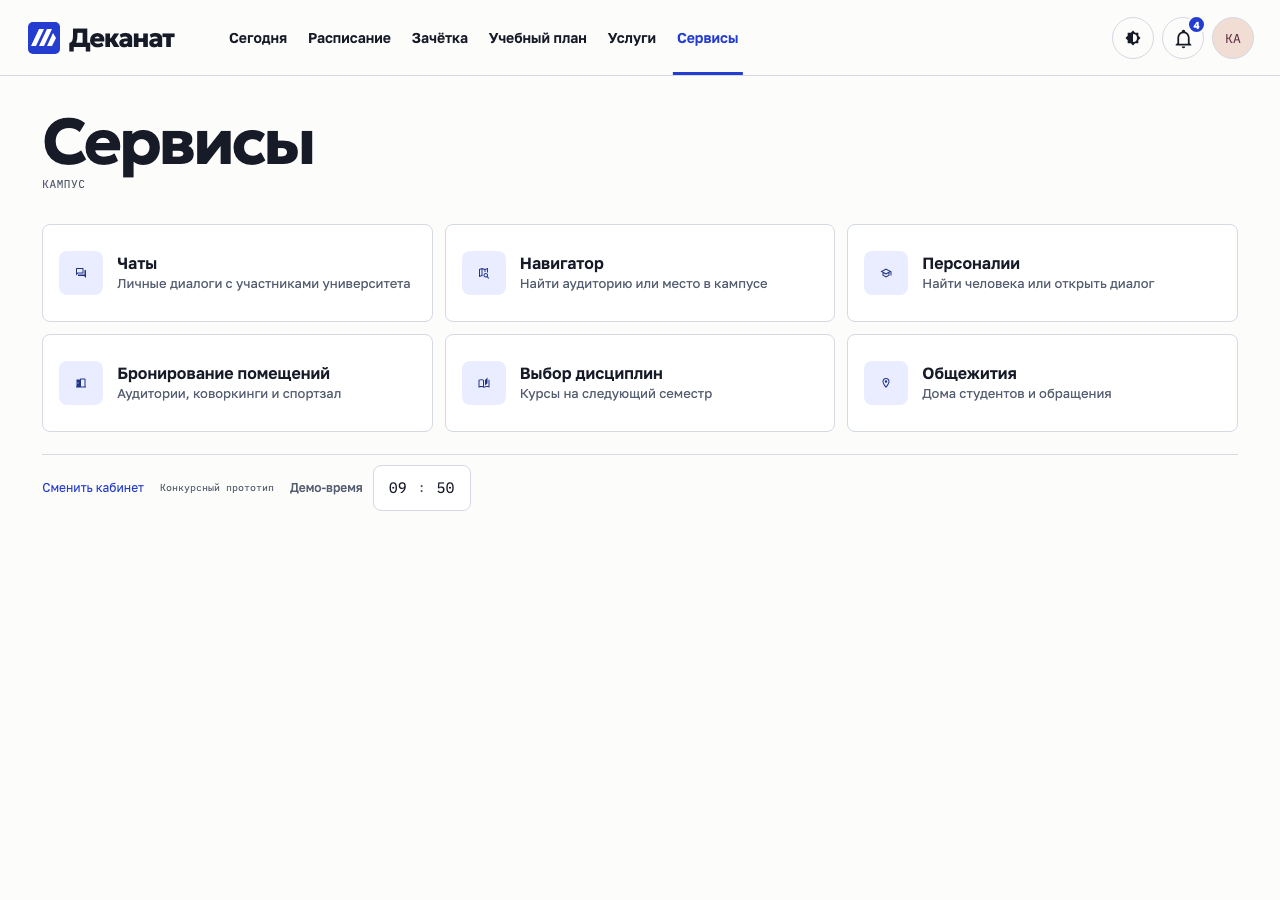 Деканат
Сегодня Расписание Зачётка Учебный план Услуги Сервисы
4
КА
Сервисы
КАМПУС
Чаты
Личные диалоги с участниками университета
Навигатор
Найти аудиторию или место в кампусе
Персоналии
Найти человека или открыть диалог
Бронирование помещений
Аудитории, коворкинги и спортзал
Выбор дисциплин
Курсы на следующий семестр
Общежития
Дома студентов и обращения
Сменить кабинет Конкурсный прототип Демо-время 09 : 50